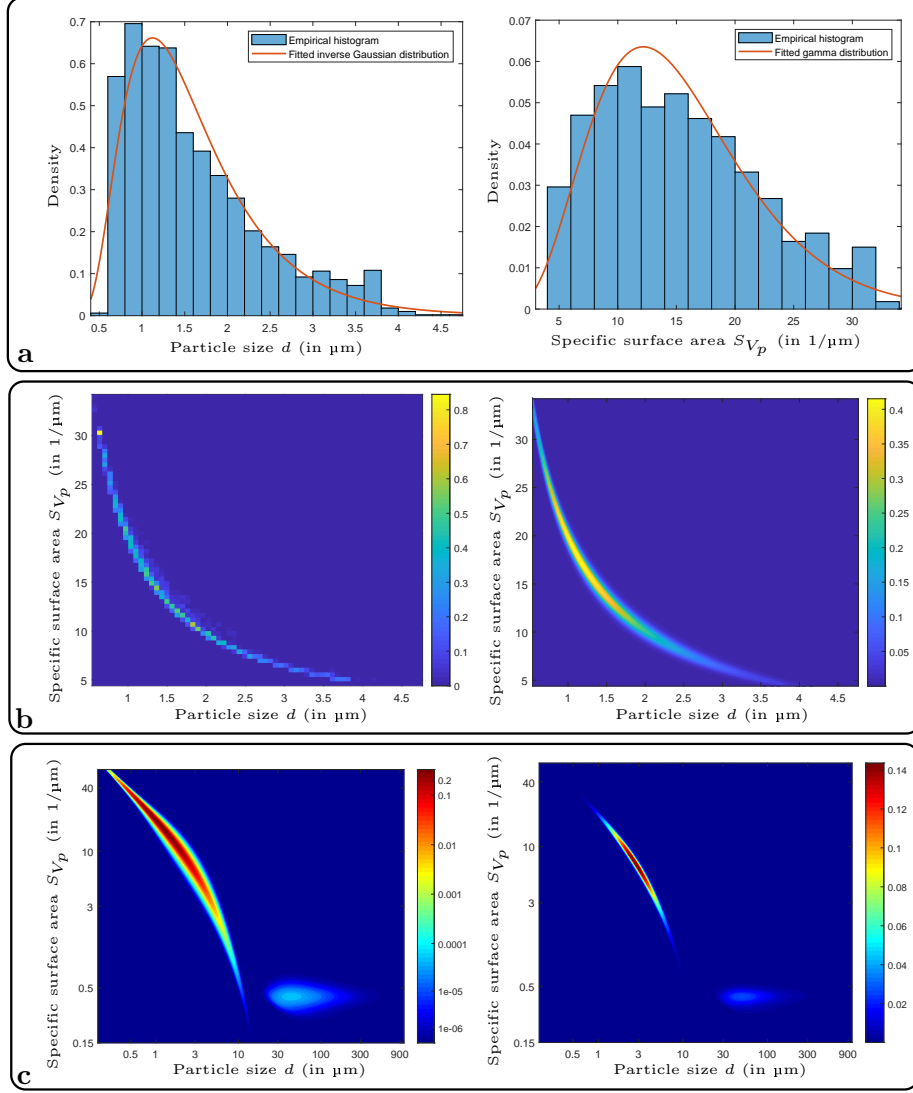 0.7
0.6
0.5
0.4
0.3
0.2
0.1
0
Density
0.5 1 1.5 2 2.5 3 3.5 4 4.5
Particle size d (in µm)
Empirical histogram
Fitted inverse Gaussian distribution
a
0.07
0.06
0.05
0.04
0.03
0.02
0.01
0
Density
5 10 15 20 25 30
Specific surface area S_{V_p} (in 1/µm)
Empirical histogram
Fitted gamma distribution
Specific surface area S_{V_p} (in 1/µm)
30
25
20
15
10
5
1 1.5 2 2.5 3 3.5 4 4.5
Particle size d (in µm)
0.8
0.7
0.6
0.5
0.4
0.3
0.2
0.1
0
b
Specific surface area S_{V_p} (in 1/µm)
30
25
20
15
10
5
1 1.5 2 2.5 3 3.5 4 4.5
Particle size d (in µm)
0.4
0.35
0.3
0.25
0.2
0.15
0.1
0.05
Specific surface area S_{V_p} (in 1/µm)
40
10
3
0.5
0.15
0.5 1 3 10 30 100 300 900
Particle size d (in µm)
0.2
0.1
0.01
0.001
0.0001
1e-05
1e-06
c
Specific surface area S_{V_p} (in 1/µm)
40
10
3
0.5
0.15
0.5 1 3 10 30 100 300 900
Particle size d (in µm)
0.14
0.12
0.10
0.08
0.06
0.04
0.02